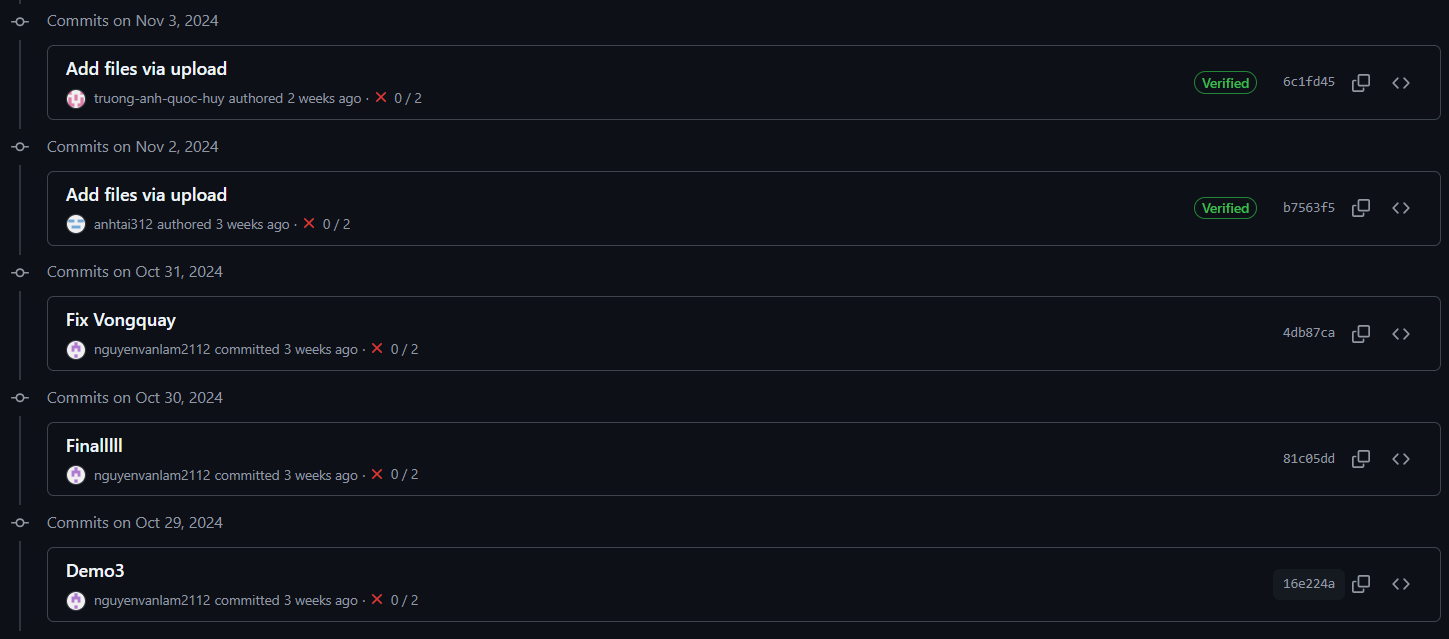 Commits on Nov 3, 2024
Add files via upload
truong-anh-quoc-huy authored 2 weeks ago · 0 / 2
Verified
6c1fd45
Commits on Nov 2, 2024
Add files via upload
anhtai312 authored 3 weeks ago · 0 / 2
Verified
b7563f5
Commits on Oct 31, 2024
Fix Vongquay
nguyenvanlam2112 committed 3 weeks ago · 0 / 2
4db87ca
Commits on Oct 30, 2024
Finalllll
nguyenvanlam2112 committed 3 weeks ago · 0 / 2
81c05dd
Commits on Oct 29, 2024
Demo3
nguyenvanlam2112 committed 3 weeks ago · 0 / 2
16e224a